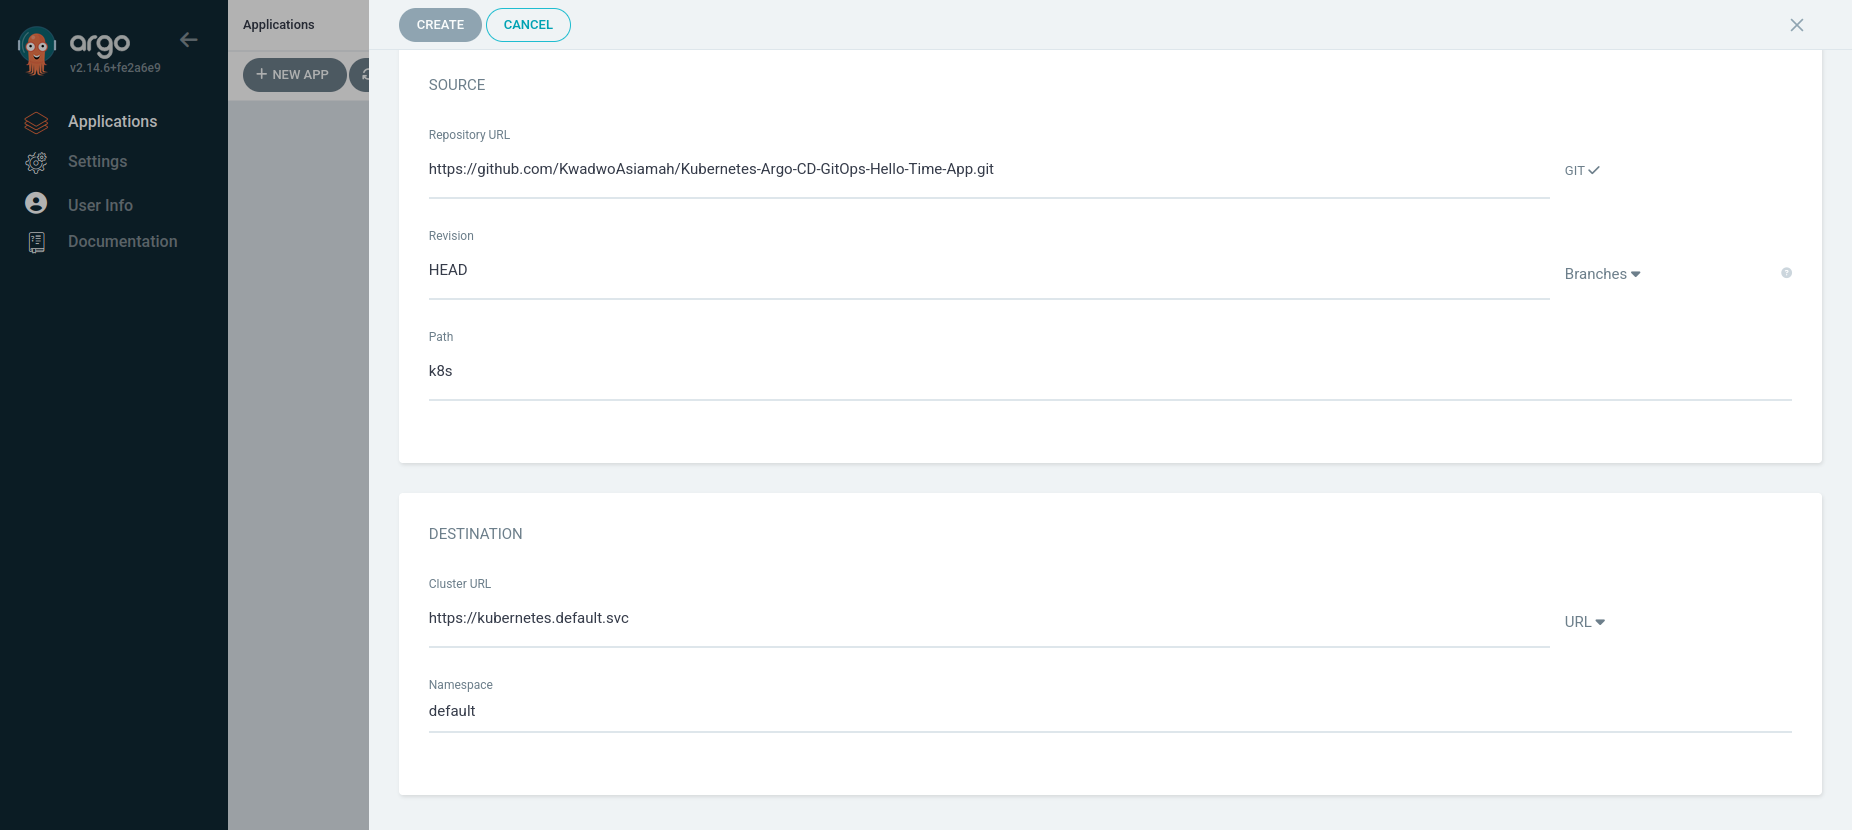 argo
v2.14.6+fe2a6e9
Applications
Settings
User Info
Documentation
Applications
+ NEW APP
CREATE
CANCEL
SOURCE
Repository URL
https://github.com/KwadwoAsiamah/Kubernetes-Argo-CD-GitOps-Hello-Time-App.git
GIT
Revision
HEAD
Branches
Path
k8s
DESTINATION
Cluster URL
https://kubernetes.default.svc
URL
Namespace
default